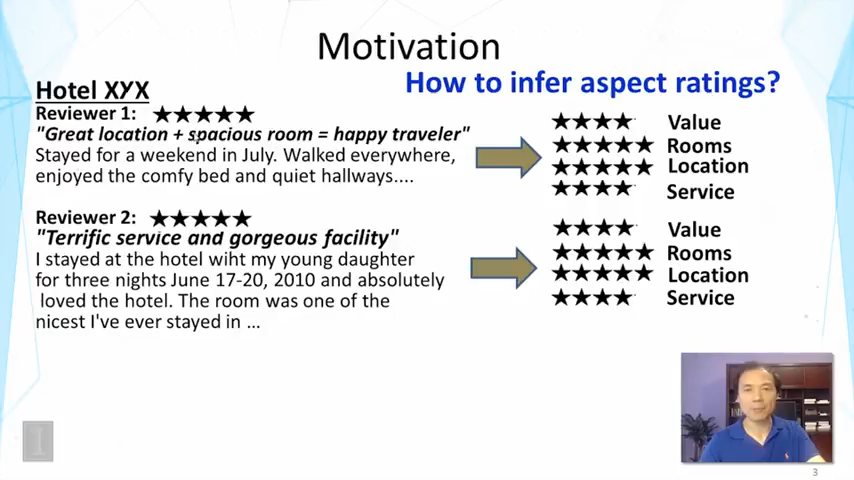 Motivation
Hotel XYX
How to infer aspect ratings?
Reviewer 1: ★★★★★
"Great location + spacious room = happy traveler"
Stayed for a weekend in July. Walked everywhere,
enjoyed the comfy bed and quiet hallways....
★★★★ Value
★★★★★ Rooms
★★★★★ Location
★★★★ Service
Reviewer 2: ★★★★★
"Terrific service and gorgeous facility"
I stayed at the hotel wiht my young daughter
for three nights June 17-20, 2010 and absolutely
loved the hotel. The room was one of the
nicest I've ever stayed in ...
★★★★ Value
★★★★★ Rooms
★★★★★ Location
★★★★ Service
I
3